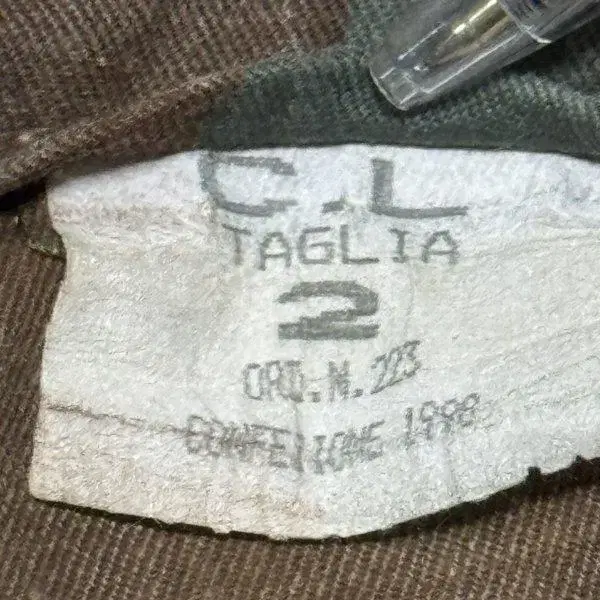 C.L
TAGLIA
2
ORD.N. 223
CONFEZIONE 1998